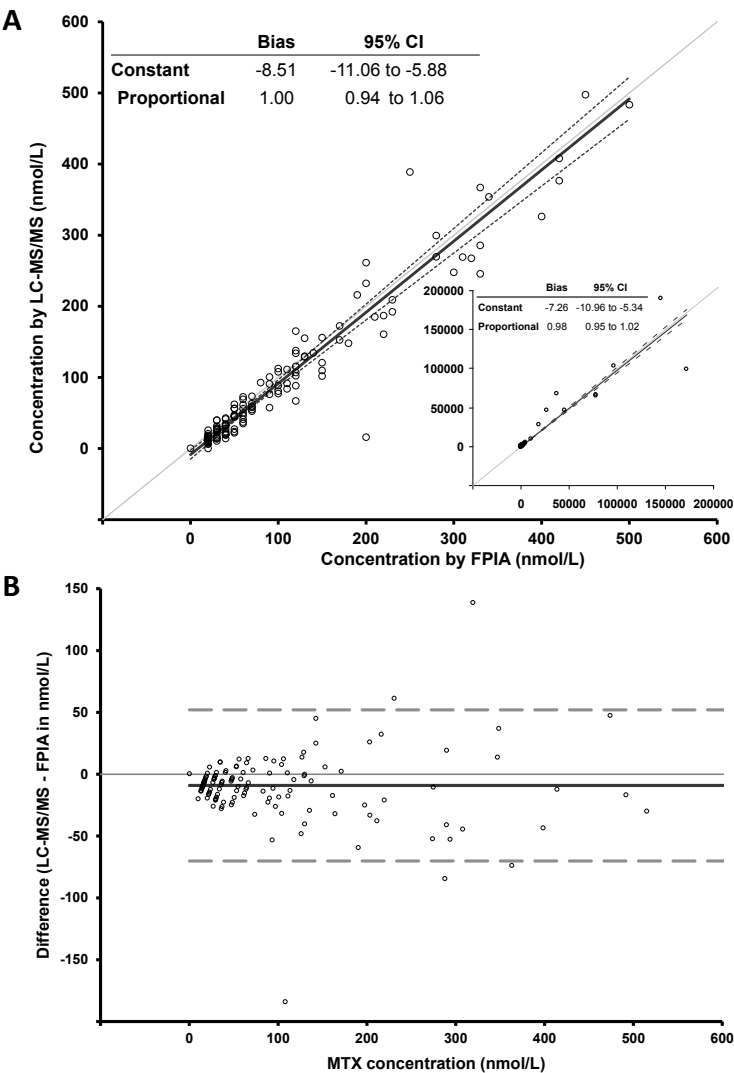 A
Bias 95% CI
Constant -8.51 -11.06 to -5.88
Proportional 1.00 0.94 to 1.06
600
500
400
300
200
100
0
Concentration by LC-MS/MS (nmol/L)
0 100 200 300 400 500 600
Concentration by FPIA (nmol/L)
Bias 95% CI
Constant -7.26 -10.96 to -5.34
Proportional 0.98 0.95 to 1.02
200000
150000
100000
50000
0
0 50000 100000 150000 200000
B
150
100
50
0
-50
-100
-150
Difference (LC-MS/MS - FPIA in nmol/L)
0 100 200 300 400 500 600
MTX concentration (nmol/L)